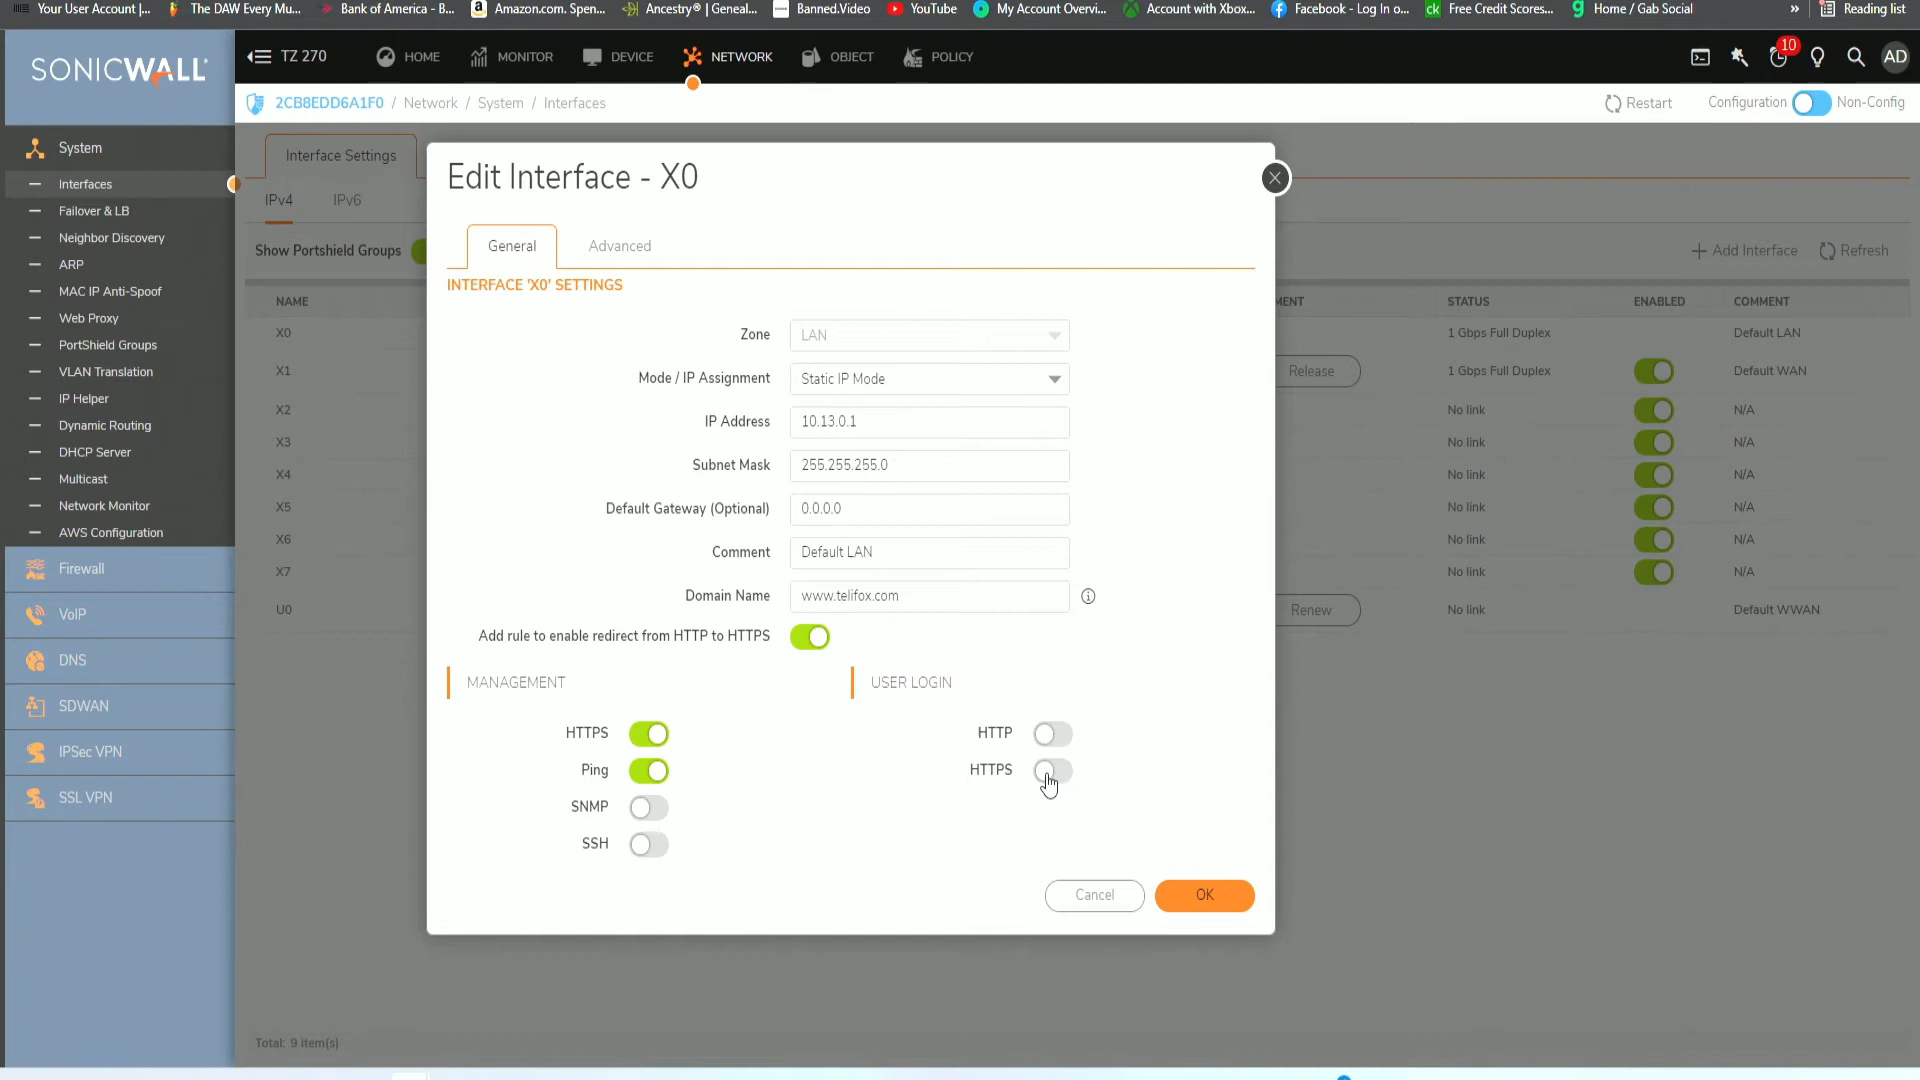 Your User Account |... The DAW Every Mu... Bank of America - B... Amazon.com. Spen... Ancestry® | Geneal... Banned.Video YouTube My Account Overvi... Account with Xbox... Facebook - Log In o... ck Free Credit Scores... Home / Gab Social » Reading list
SONICWALL TZ 270 HOME MONITOR DEVICE NETWORK OBJECT POLICY 10 AD
2CB8EDD6A1F0 / Network / System / Interfaces Restart Configuration Non-Config
System
Interfaces
Failover & LB
Neighbor Discovery
ARP
MAC IP Anti-Spoof
Web Proxy
PortShield Groups
VLAN Translation
IP Helper
Dynamic Routing
DHCP Server
Multicast
Network Monitor
AWS Configuration
Firewall
VoIP
DNS
SDWAN
IPSec VPN
SSL VPN
Interface Settings
IPv4 IPv6
Show Portshield Groups
Add Interface Refresh
NAME MENT STATUS ENABLED COMMENT
X0 1 Gbps Full Duplex Default LAN
X1 Release 1 Gbps Full Duplex Default WAN
X2 No link N/A
X3 No link N/A
X4 No link N/A
X5 No link N/A
X6 No link N/A
X7 No link N/A
U0 Renew No link Default WWAN
Total: 9 item(s)
Edit Interface - X0
General Advanced
INTERFACE 'X0' SETTINGS
Zone LAN
Mode / IP Assignment Static IP Mode
IP Address 10.13.0.1
Subnet Mask 255.255.255.0
Default Gateway (Optional) 0.0.0.0
Comment Default LAN
Domain Name www.telifox.com
Add rule to enable redirect from HTTP to HTTPS
MANAGEMENT USER LOGIN
HTTPS HTTP
Ping HTTPS
SNMP
SSH
Cancel OK